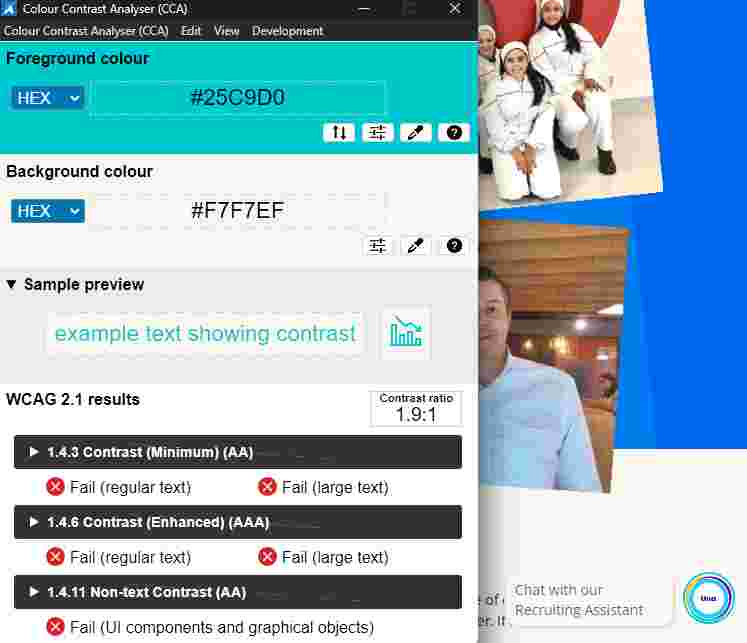 Colour Contrast Analyser (CCA)
Colour Contrast Analyser (CCA) Edit View Development
Foreground colour
HEX #25C9D0
Background colour
HEX #F7F7EF
Sample preview
example text showing contrast
WCAG 2.1 results
Contrast ratio
1.9:1
1.4.3 Contrast (Minimum) (AA)
Fail (regular text) Fail (large text)
1.4.6 Contrast (Enhanced) (AAA)
Fail (regular text) Fail (large text)
1.4.11 Non-text Contrast (AA)
Fail (UI components and graphical objects)
e of
er. If
Chat with our
Recruiting Assistant